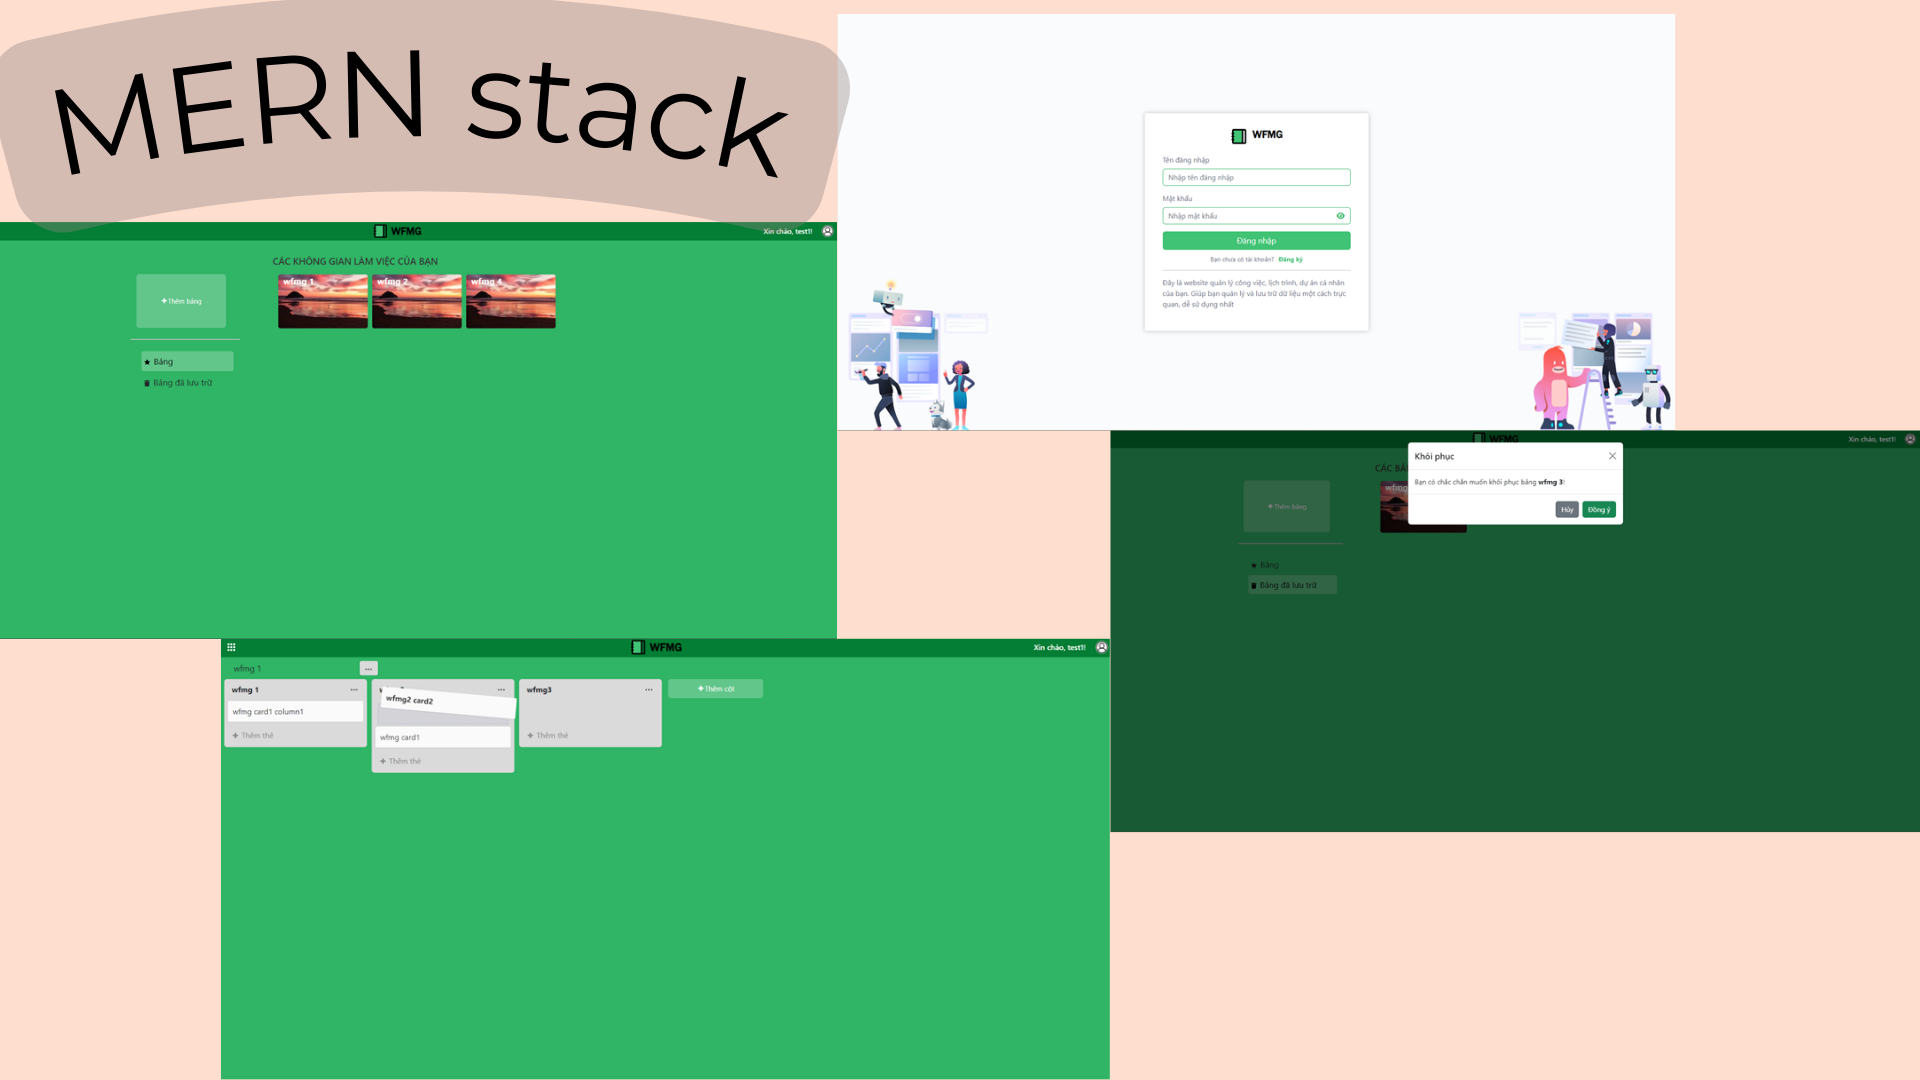 MERN stack
WFMG
Tên đăng nhập
Nhập tên đăng nhập
Mật khẩu
Nhập mật khẩu
Đăng nhập
Bạn chưa có tài khoản? Đăng ký
Đây là website quản lý công việc, lịch trình, dự án cá nhân
của bạn. Giúp bạn quản lý và lưu trữ dữ liệu một cách trực
quan, dễ sử dụng nhất
WFMG
Xin chào, test1!
CÁC KHÔNG GIAN LÀM VIỆC CỦA BẠN
+Thêm bảng
wfmg 1
wfmg 2
wfmg 4
Bảng
Bảng đã lưu trữ
WFMG
Xin chào, test1!
CÁC BẢ
wfmg
+Thêm bảng
Bảng
Bảng đã lưu trữ
Khôi phục
Bạn có chắc chắn muốn khôi phục bảng wfmg 3!
Hủy
Đồng ý
WFMG
Xin chào, test1!
wfmg 1
...
wfmg 1 ...
wfmg card1 column1
+ Thêm thẻ
...
wfmg2 card2
wfmg card1
+ Thêm thẻ
wfmg3 ...
+ Thêm thẻ
+Thêm cột